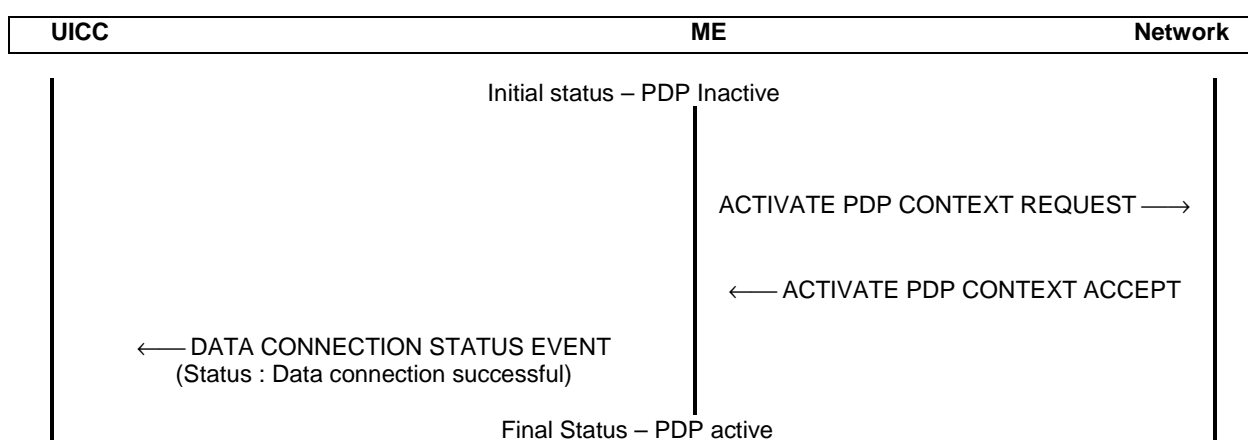 UICC ME Network
Initial status – PDP Inactive
ACTIVATE PDP CONTEXT REQUEST ⟶
⟵ ACTIVATE PDP CONTEXT ACCEPT
⟵ DATA CONNECTION STATUS EVENT
(Status : Data connection successful)
Final Status – PDP active